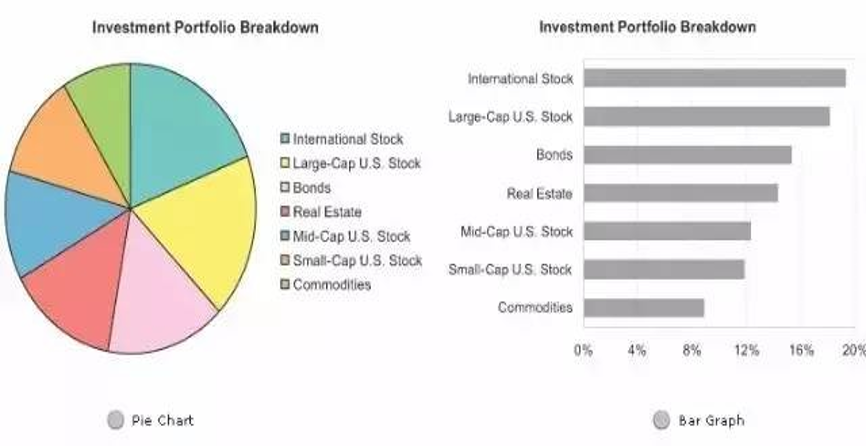 Investment Portfolio Breakdown
International Stock
Large-Cap U.S. Stock
Bonds
Real Estate
Mid-Cap U.S. Stock
Small-Cap U.S. Stock
Commodities
Pie Chart
Investment Portfolio Breakdown
International Stock
Large-Cap U.S. Stock
Bonds
Real Estate
Mid-Cap U.S. Stock
Small-Cap U.S. Stock
Commodities
0% 4% 8% 12% 16% 20%
Bar Graph